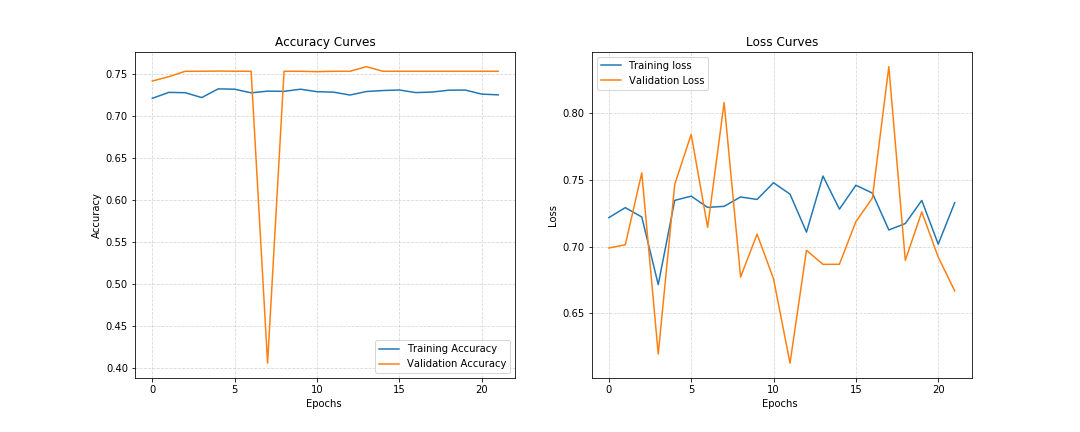 Accuracy Curves
Accuracy
0.75
0.70
0.65
0.60
0.55
0.50
0.45
0.40
Training Accuracy
Validation Accuracy
0
5
10
15
20
Epochs
Loss Curves
Training loss
Validation Loss
Loss
0.80
0.75
0.70
0.65
0
5
10
15
20
Epochs